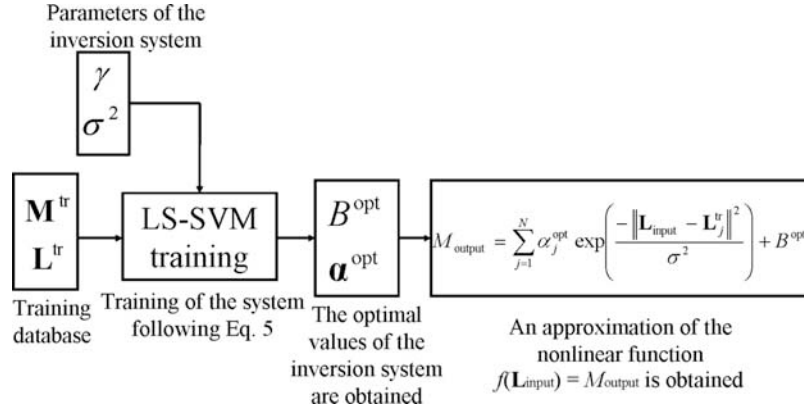 Parameters of the
inversion system
γ
σ²
M^tr
L^tr
Training
database
LS-SVM
training
Training of the system
following Eq. 5
B^opt
α^opt
The optimal
values of the
inversion system
are obtained
M_output = ∑_{j=1}^{N} α_j^opt exp(−‖L_input − L_j^tr‖² / σ²) + B^opt
An approximation of the
nonlinear function
f(L_input) = M_output is obtained